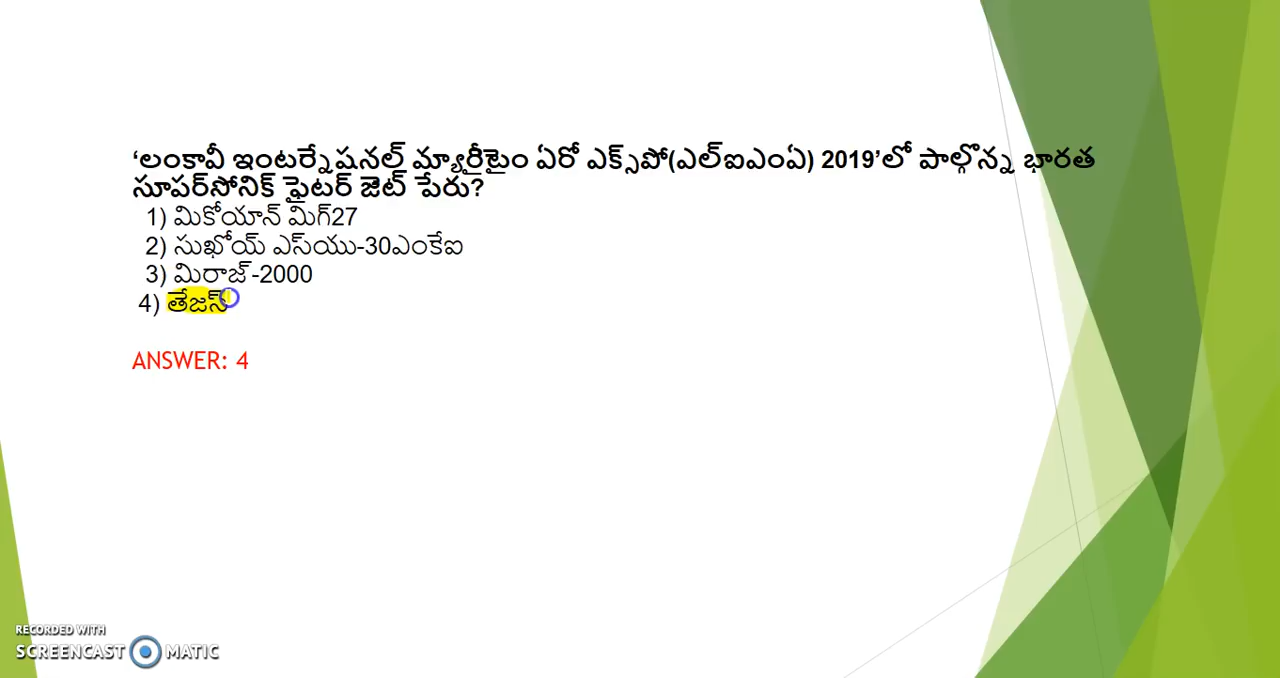 ‘లంకావీ ఇంటర్నేషనల్ మ్యారీటైం ఏరో ఎక్స్‌పో(ఎల్ఐఎంఏ) 2019’లో పాల్గొన్న భారత
సూపర్‌సోనిక్ ఫైటర్ జెట్ పేరు?
1) మికోయాన్ మిగ్27
2) సుఖోయ్ ఎస్‌యు-30ఎంకేఐ
3) మిరాజ్-2000
4) తేజస్
ANSWER: 4
RECORDED WITH
SCREENCAST MATIC